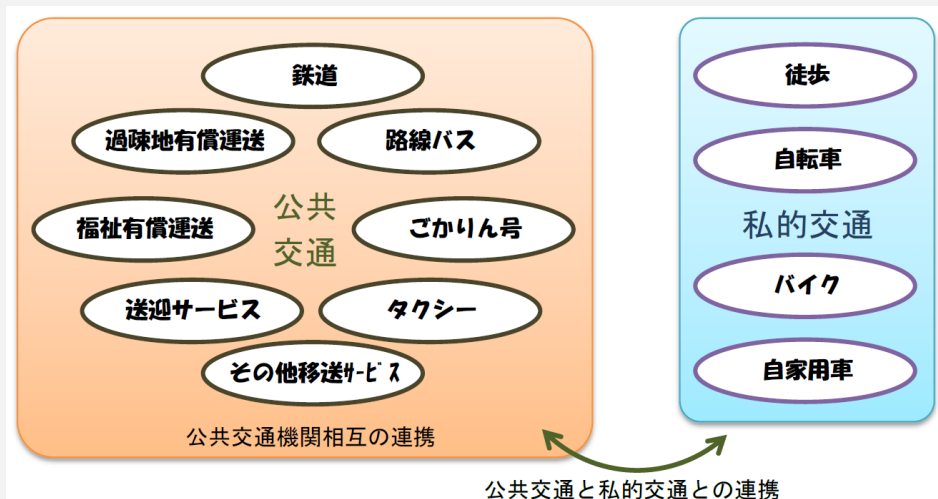 鉄道
過疎地有償運送
路線バス
福祉有償運送
公共
交通
ごかりん号
送迎サービス
タクシー
その他移送ｻｰﾋﾞｽ
公共交通機関相互の連携
徒歩
自転車
私的交通
バイク
自家用車
公共交通と私的交通との連携